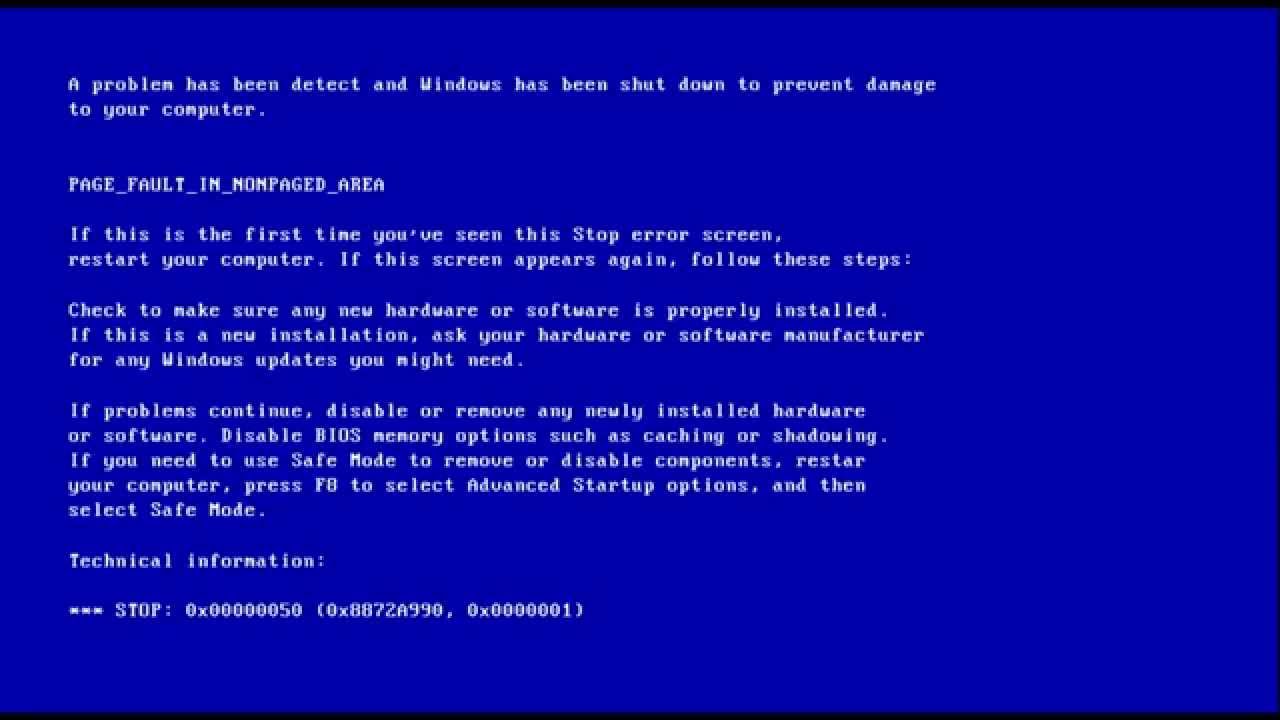 A problem has been detect and Windows has been shut down to prevent damage
to your computer.
PAGE_FAULT_IN_NONPAGED_AREA
If this is the first time you've seen this Stop error screen,
restart your computer. If this screen appears again, follow these steps:
Check to make sure any new hardware or software is properly installed.
If this is a new installation, ask your hardware or software manufacturer
for any Windows updates you might need.
If problems continue, disable or remove any newly installed hardware
or software. Disable BIOS memory options such as caching or shadowing.
If you need to use Safe Mode to remove or disable components, restar
your computer, press F8 to select Advanced Startup options, and then
select Safe Mode.
Technical information:
*** STOP: 0x00000050 (0x8872A990, 0x0000001)